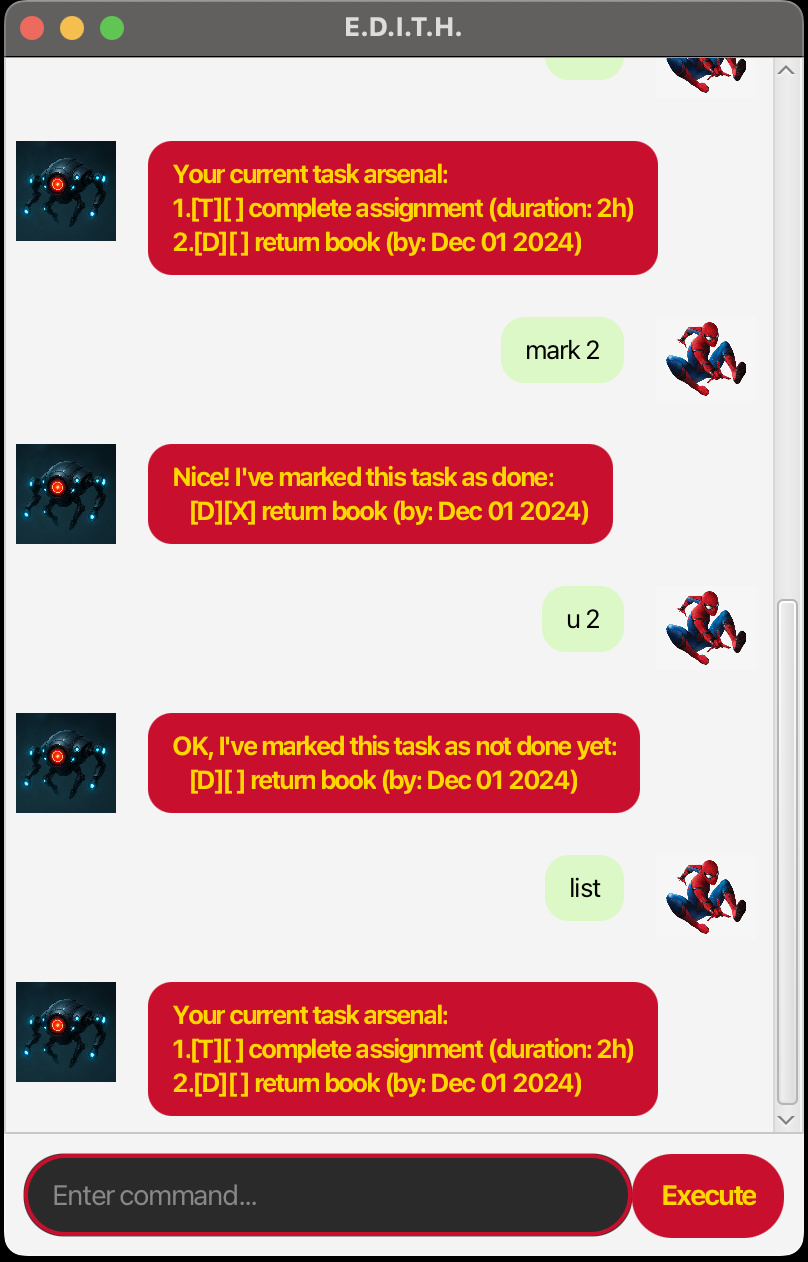 E.D.I.T.H.
Your current task arsenal:
1.[T][ ] complete assignment (duration: 2h)
2.[D][ ] return book (by: Dec 01 2024)
mark 2
Nice! I've marked this task as done:
[D][X] return book (by: Dec 01 2024)
u 2
OK, I've marked this task as not done yet:
[D][ ] return book (by: Dec 01 2024)
list
Your current task arsenal:
1.[T][ ] complete assignment (duration: 2h)
2.[D][ ] return book (by: Dec 01 2024)
Enter command...
Execute